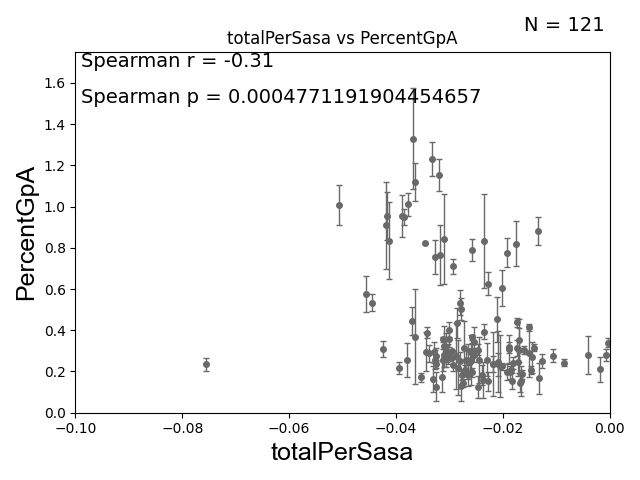 N = 121
totalPerSasa vs PercentGpA
Spearman r = -0.31
Spearman p = 0.0004771191904454657
PercentGpA
1.6
1.4
1.2
1.0
0.8
0.6
0.4
0.2
0.0
−0.10
−0.08
−0.06
−0.04
−0.02
0.00
totalPerSasa